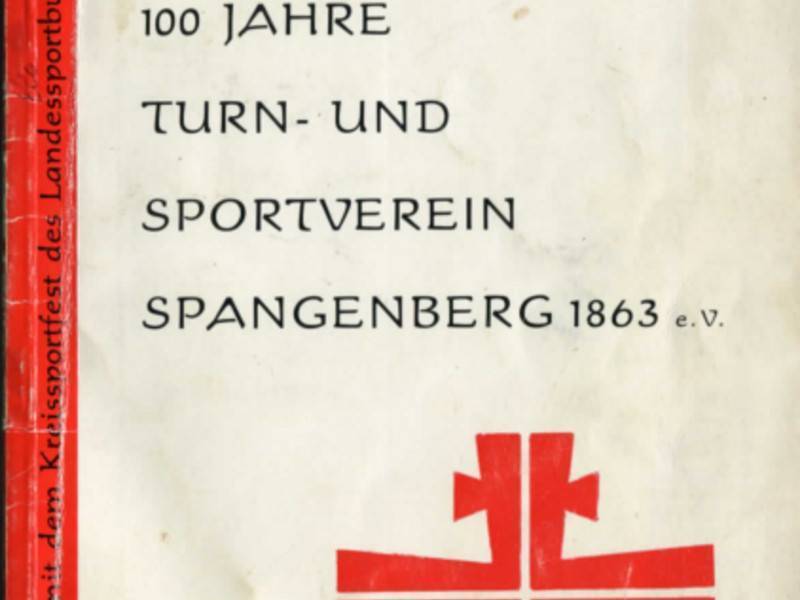 100 JAHRE
TURN- UND
SPORTVEREIN
SPANGENBERG 1863 e.V.
mit dem Kreissportfest des Landessportbu